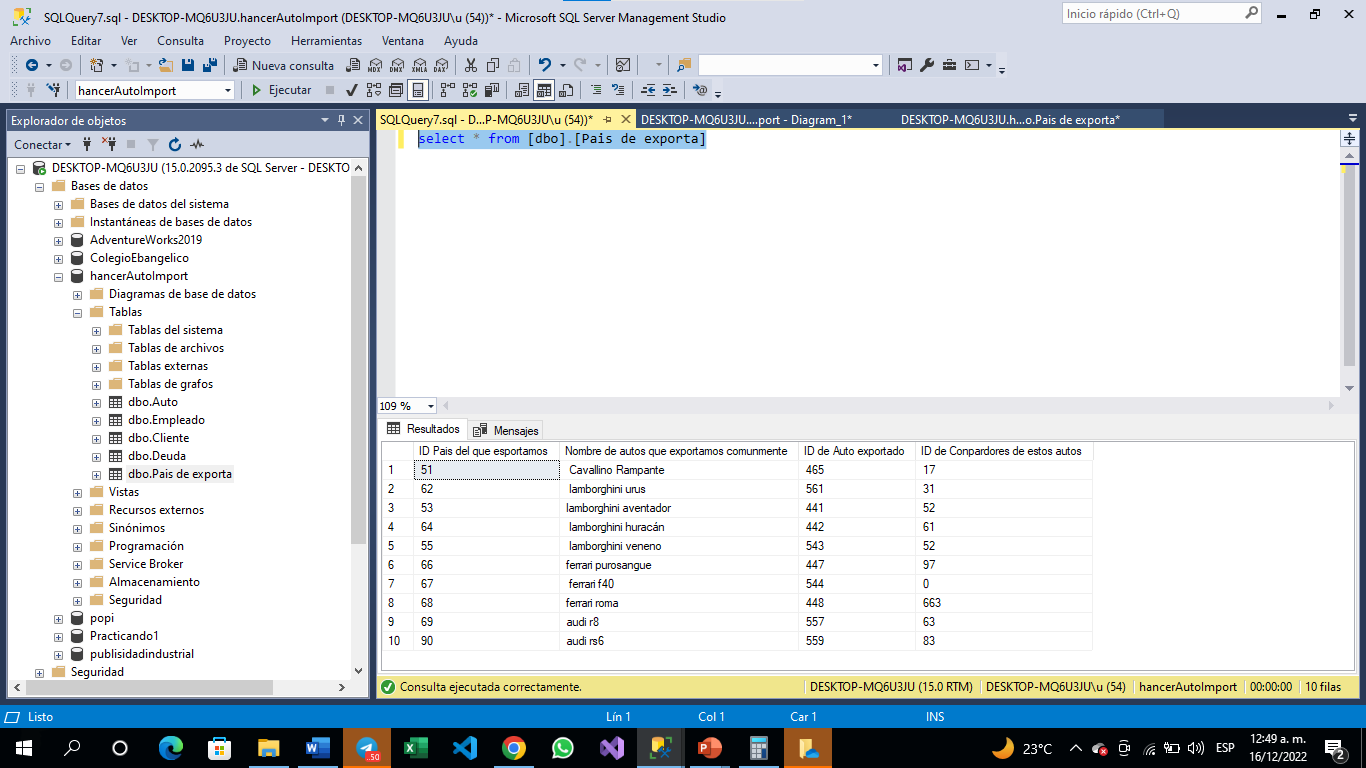 SQLQuery7.sql - DESKTOP-MQ6U3JU.hancerAutoImport (DESKTOP-MQ6U3JU\u (54))* - Microsoft SQL Server Management Studio
Inicio rápido (Ctrl+Q)
Archivo Editar Ver Consulta Proyecto Herramientas Ventana Ayuda
Nueva consulta MDX DMX XMLA DAX
hancerAutoImport Ejecutar
Explorador de objetos
SQLQuery7.sql - D...P-MQ6U3JU\u (54))* DESKTOP-MQ6U3JU....port - Diagram_1* DESKTOP-MQ6U3JU.h...o.Pais de exporta*
Conectar
select * from [dbo].[Pais de exporta]
DESKTOP-MQ6U3JU (15.0.2095.3 de SQL Server - DESKTO
Bases de datos
Bases de datos del sistema
Instantáneas de bases de datos
AdventureWorks2019
ColegioEbangelico
hancerAutoImport
Diagramas de base de datos
Tablas
Tablas del sistema
Tablas de archivos
Tablas externas
Tablas de grafos
dbo.Auto
dbo.Empleado
dbo.Cliente
dbo.Deuda
dbo.Pais de exporta
Vistas
Recursos externos
Sinónimos
Programación
Service Broker
Almacenamiento
Seguridad
popi
Practicando1
publisidadindustrial
Seguridad
109 %
Resultados Mensajes
ID Pais del que esportamos Nombre de autos que exportamos comunmente ID de Auto exportado ID de Conpardores de estos autos
1 51 Cavallino Rampante 465 17
2 62 lamborghini urus 561 31
3 53 lamborghini aventador 441 52
4 64 lamborghini huracán 442 61
5 55 lamborghini veneno 543 52
6 66 ferrari purosangue 447 97
7 67 ferrari f40 544 0
8 68 ferrari roma 448 663
9 69 audi r8 557 63
10 90 audi rs6 559 83
Consulta ejecutada correctamente. DESKTOP-MQ6U3JU (15.0 RTM) DESKTOP-MQ6U3JU\u (54) hancerAutoImport 00:00:00 10 filas
Listo Lín 1 Col 1 Car 1 INS
.50
23°C ESP 12:49 a. m.
16/12/2022
2